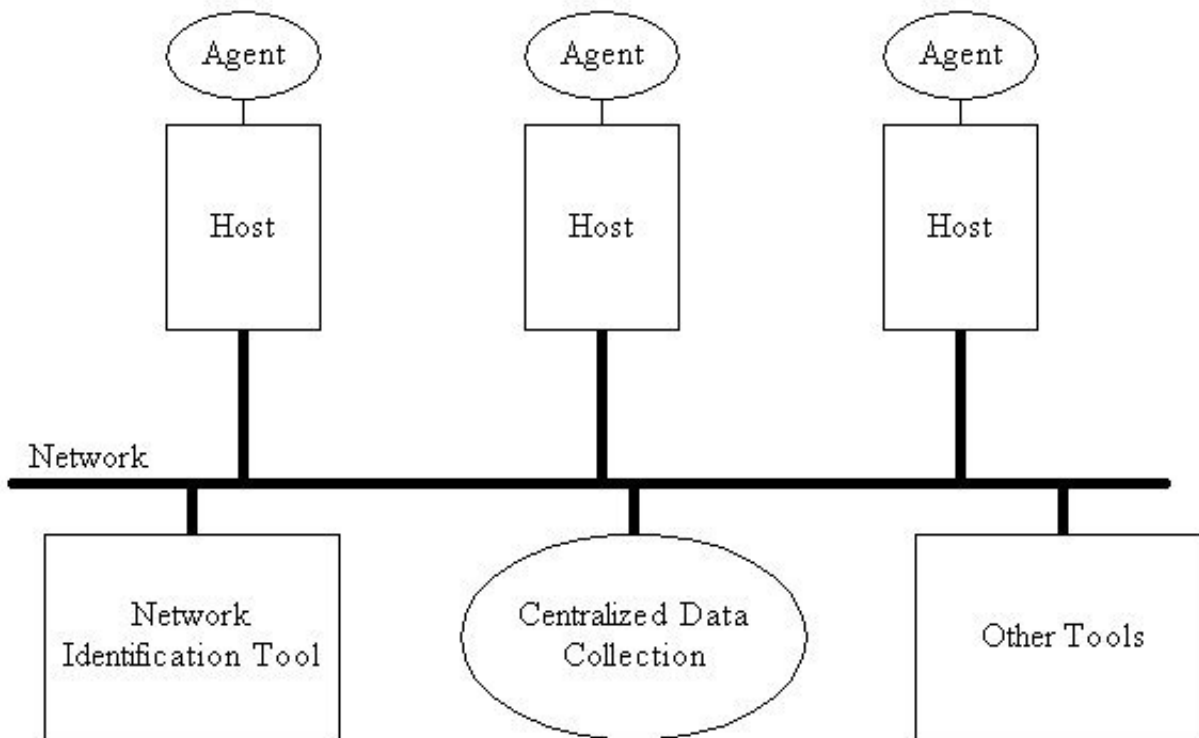 Agent
Agent
Agent
Host
Host
Host
Network
Network
Identification Tool
Centralized Data
Collection
Other Tools